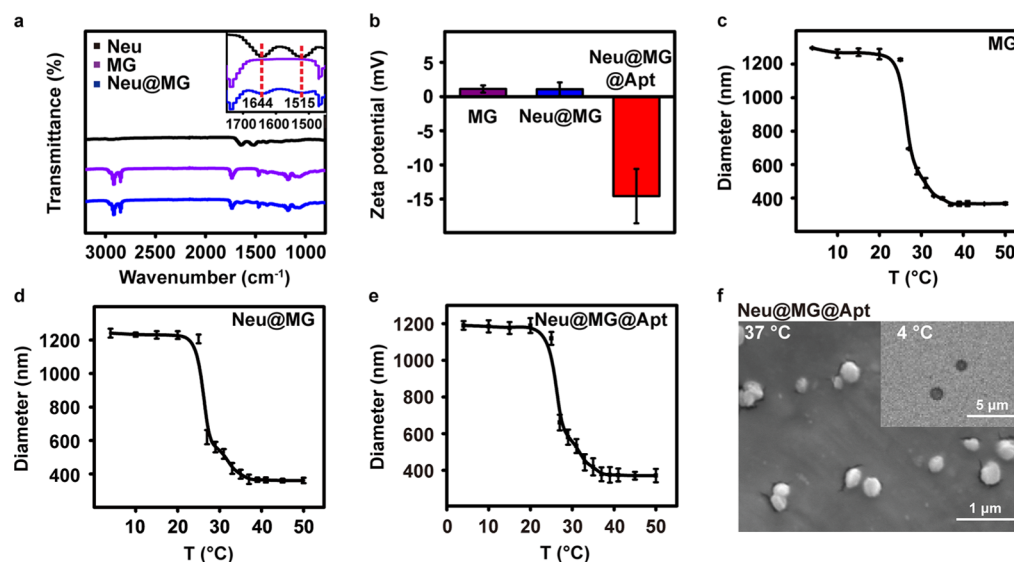 a
Neu
MG
Neu@MG
Transmittance (%)
1644 1515
1700 1600 1500
3000 2000 1500 1000
Wavenumber (cm-1)
b
Zeta potential (mV)
5
0
-5
-10
-15
MG
Neu@MG
Neu@MG
@Apt
c
MG
Diameter (nm)
1200
1000
800
600
400
10 20 30 40 50
T (°C)
d
Neu@MG
Diameter (nm)
1200
1000
800
600
400
0 10 20 30 40 50
T (°C)
e
Neu@MG@Apt
Diameter (nm)
1200
1000
800
600
400
0 10 20 30 40 50
T (°C)
f
Neu@MG@Apt
37 °C
4 °C
5 μm
1 μm